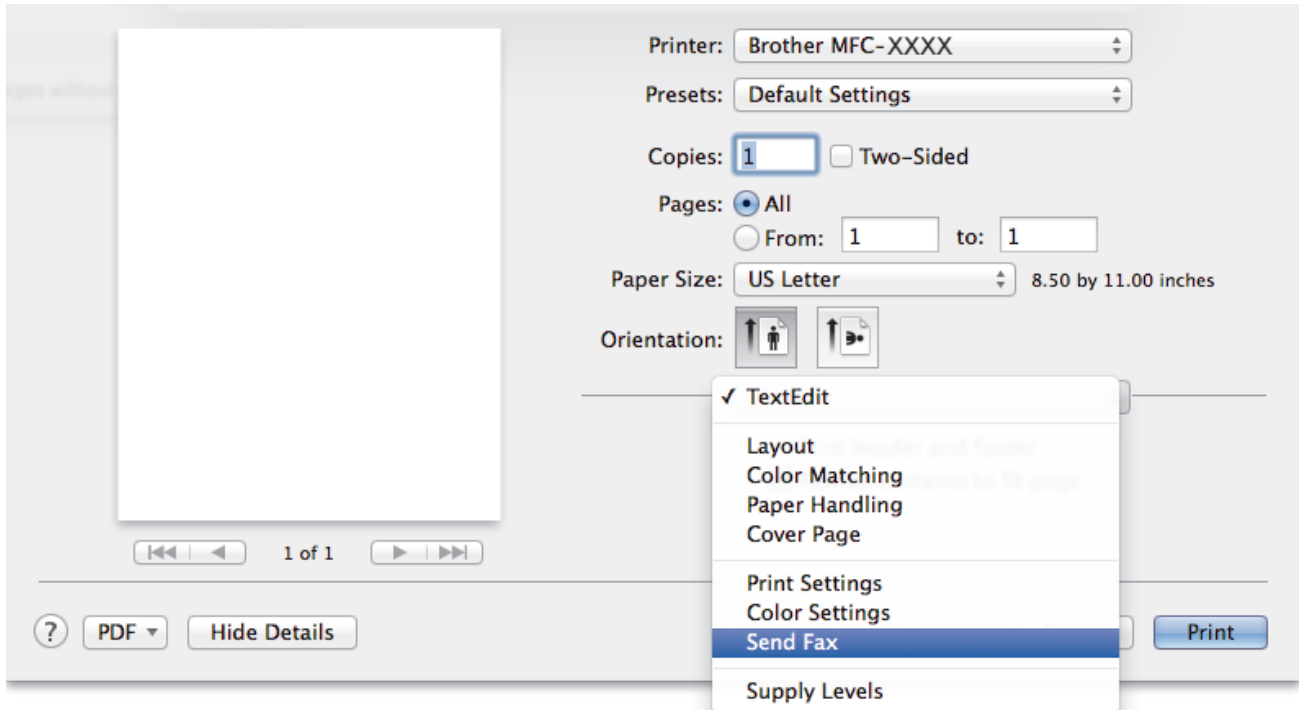 Printer: Brother MFC-XXXX
Presets: Default Settings
Copies: 1 Two-Sided
Pages: All
From: 1 to: 1
Paper Size: US Letter 8.50 by 11.00 inches
Orientation:
✓ TextEdit
Layout
Color Matching
Paper Handling
Cover Page
1 of 1
Print Settings
Color Settings
Send Fax
Supply Levels
? PDF Hide Details Print